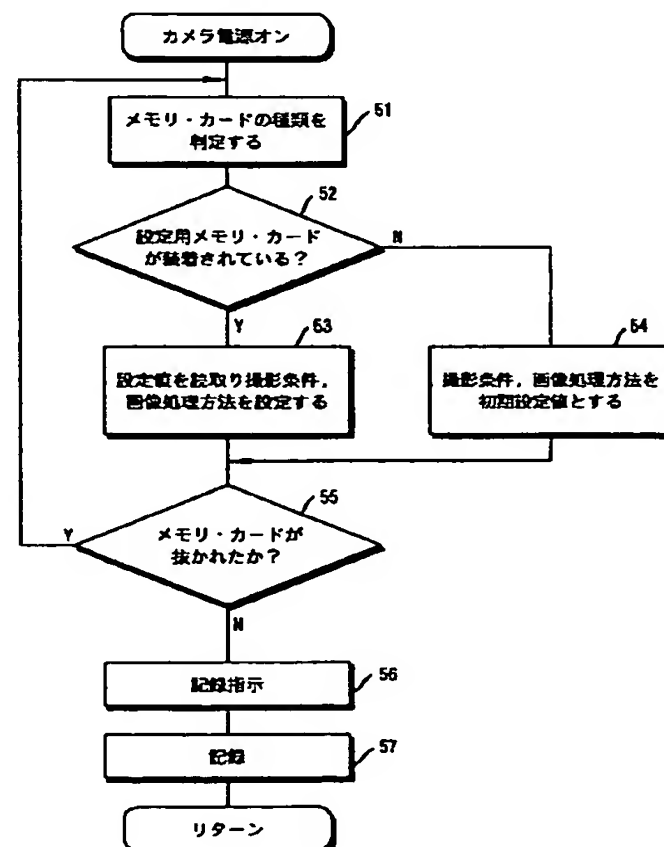 カメラ電源オン
メモリ・カードの種類を
判定する
51
52
設定用メモリ・カード
が装着されている?
N
Y
53
設定値を読取り撮影条件,
画像処理方法を設定する
54
撮影条件,画像処理方法を
初期設定値とする
55
Y
メモリ・カードが
抜かれたか?
N
記録指示
56
記録
57
リターン